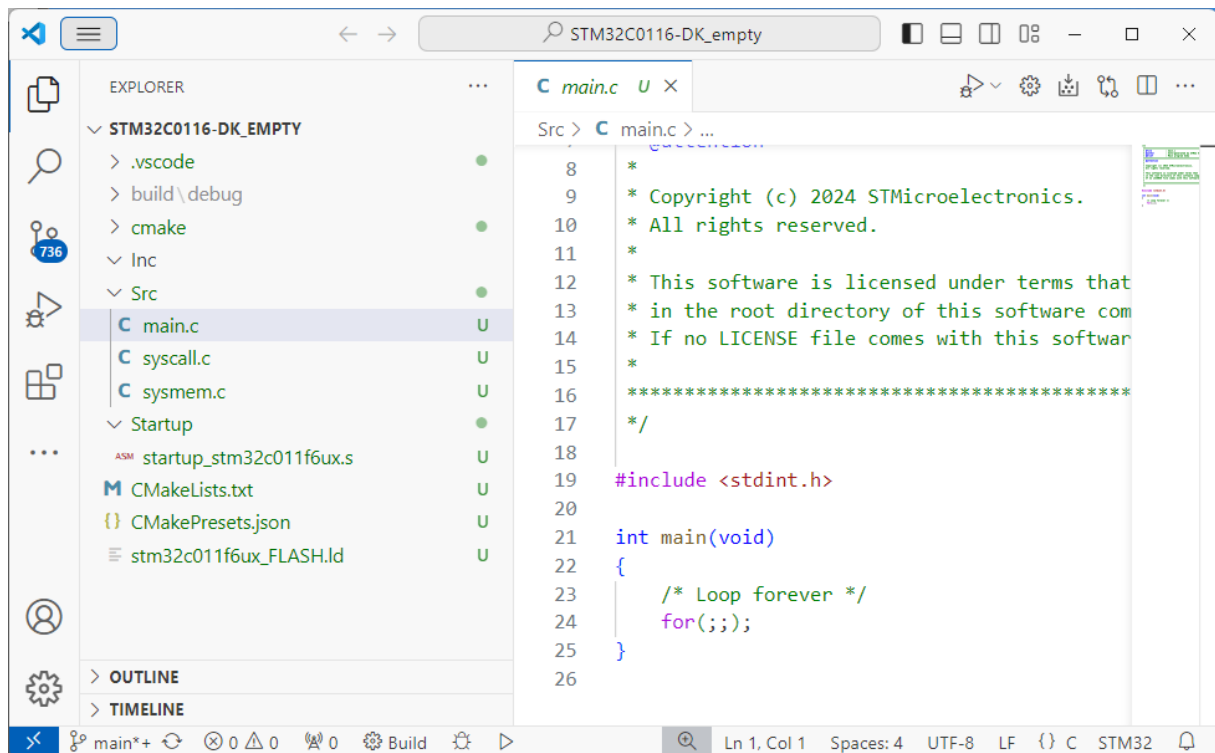 STM32C0116-DK_empty
EXPLORER
STM32C0116-DK_EMPTY
.vscode
build\debug
cmake
Inc
Src
C main.c U
C syscall.c U
C sysmem.c U
Startup
ASM startup_stm32c011f6ux.s U
M CMakeLists.txt U
{} CMakePresets.json U
stm32c011f6ux_FLASH.ld U
OUTLINE
TIMELINE
736
C main.c U
Src > C main.c > ...
8 *
9 * Copyright (c) 2024 STMicroelectronics.
10 * All rights reserved.
11 *
12 * This software is licensed under terms that
13 * in the root directory of this software com
14 * If no LICENSE file comes with this softwar
15 *
16 ********************************************
17 */
18
19 #include <stdint.h>
20
21 int main(void)
22 {
23 /* Loop forever */
24 for(;;);
25 }
26
main*+ 0 0 0 Build Ln 1, Col 1 Spaces: 4 UTF-8 LF {} C STM32